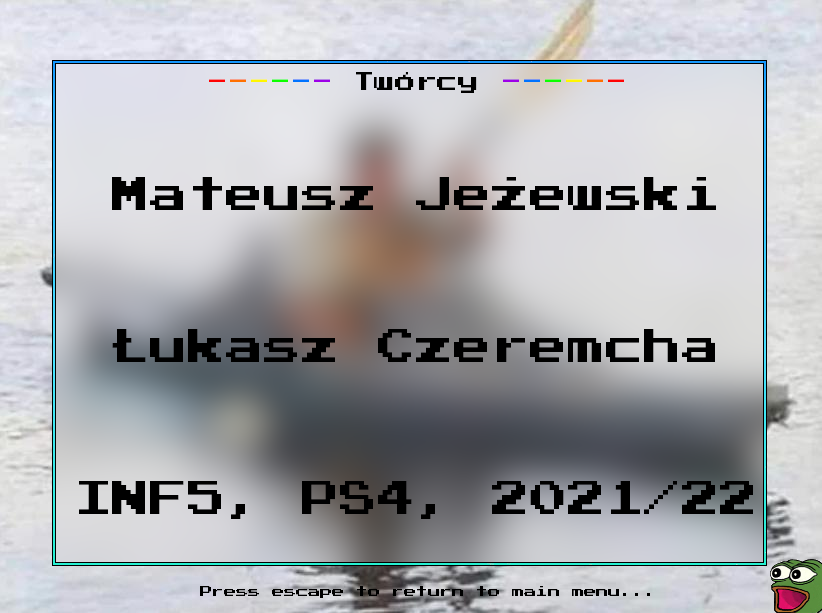 ------ Twórcy ------
Mateusz Jeżewski
Łukasz Czeremcha
INF5, PS4, 2021/22
Press escape to return to main menu...